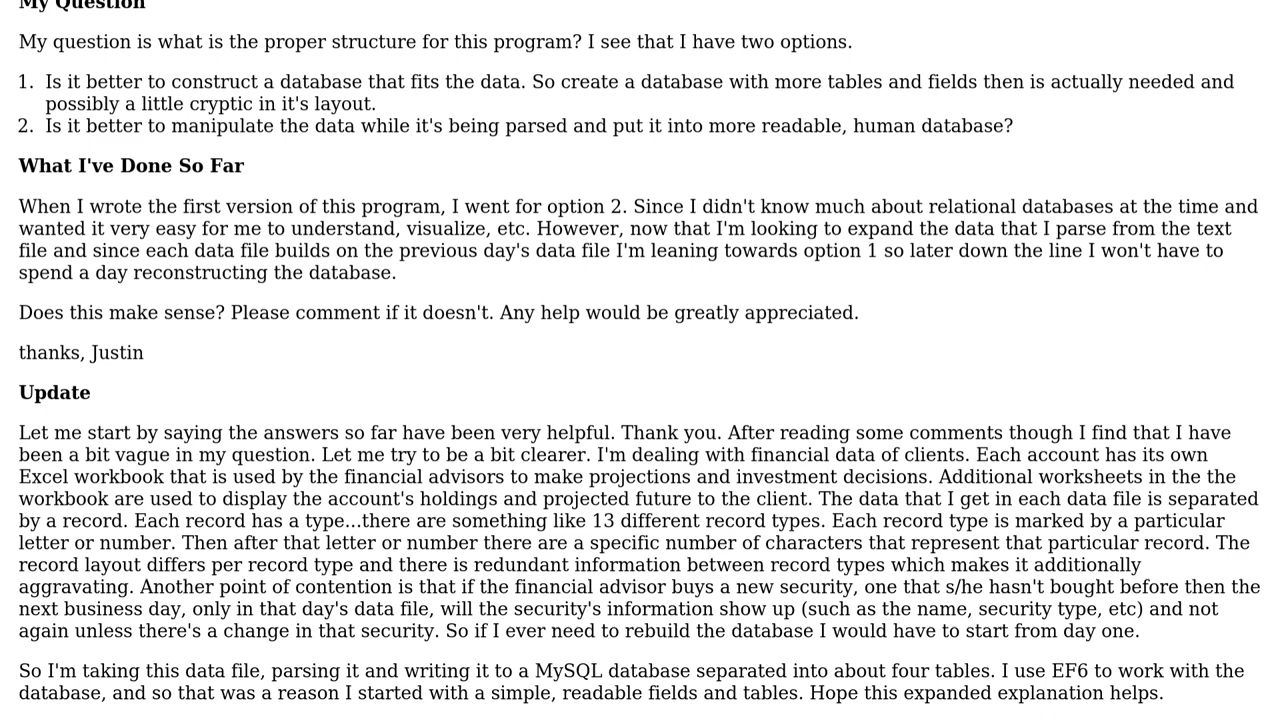 My Question
My question is what is the proper structure for this program? I see that I have two options.
1. Is it better to construct a database that fits the data. So create a database with more tables and fields then is actually needed and
possibly a little cryptic in it's layout.
2. Is it better to manipulate the data while it's being parsed and put it into more readable, human database?
What I've Done So Far
When I wrote the first version of this program, I went for option 2. Since I didn't know much about relational databases at the time and
wanted it very easy for me to understand, visualize, etc. However, now that I'm looking to expand the data that I parse from the text
file and since each data file builds on the previous day's data file I'm leaning towards option 1 so later down the line I won't have to
spend a day reconstructing the database.
Does this make sense? Please comment if it doesn't. Any help would be greatly appreciated.
thanks, Justin
Update
Let me start by saying the answers so far have been very helpful. Thank you. After reading some comments though I find that I have
been a bit vague in my question. Let me try to be a bit clearer. I'm dealing with financial data of clients. Each account has its own
Excel workbook that is used by the financial advisors to make projections and investment decisions. Additional worksheets in the the
workbook are used to display the account's holdings and projected future to the client. The data that I get in each data file is separated
by a record. Each record has a type...there are something like 13 different record types. Each record type is marked by a particular
letter or number. Then after that letter or number there are a specific number of characters that represent that particular record. The
record layout differs per record type and there is redundant information between record types which makes it additionally
aggravating. Another point of contention is that if the financial advisor buys a new security, one that s/he hasn't bought before then the
next business day, only in that day's data file, will the security's information show up (such as the name, security type, etc) and not
again unless there's a change in that security. So if I ever need to rebuild the database I would have to start from day one.
So I'm taking this data file, parsing it and writing it to a MySQL database separated into about four tables. I use EF6 to work with the
database, and so that was a reason I started with a simple, readable fields and tables. Hope this expanded explanation helps.